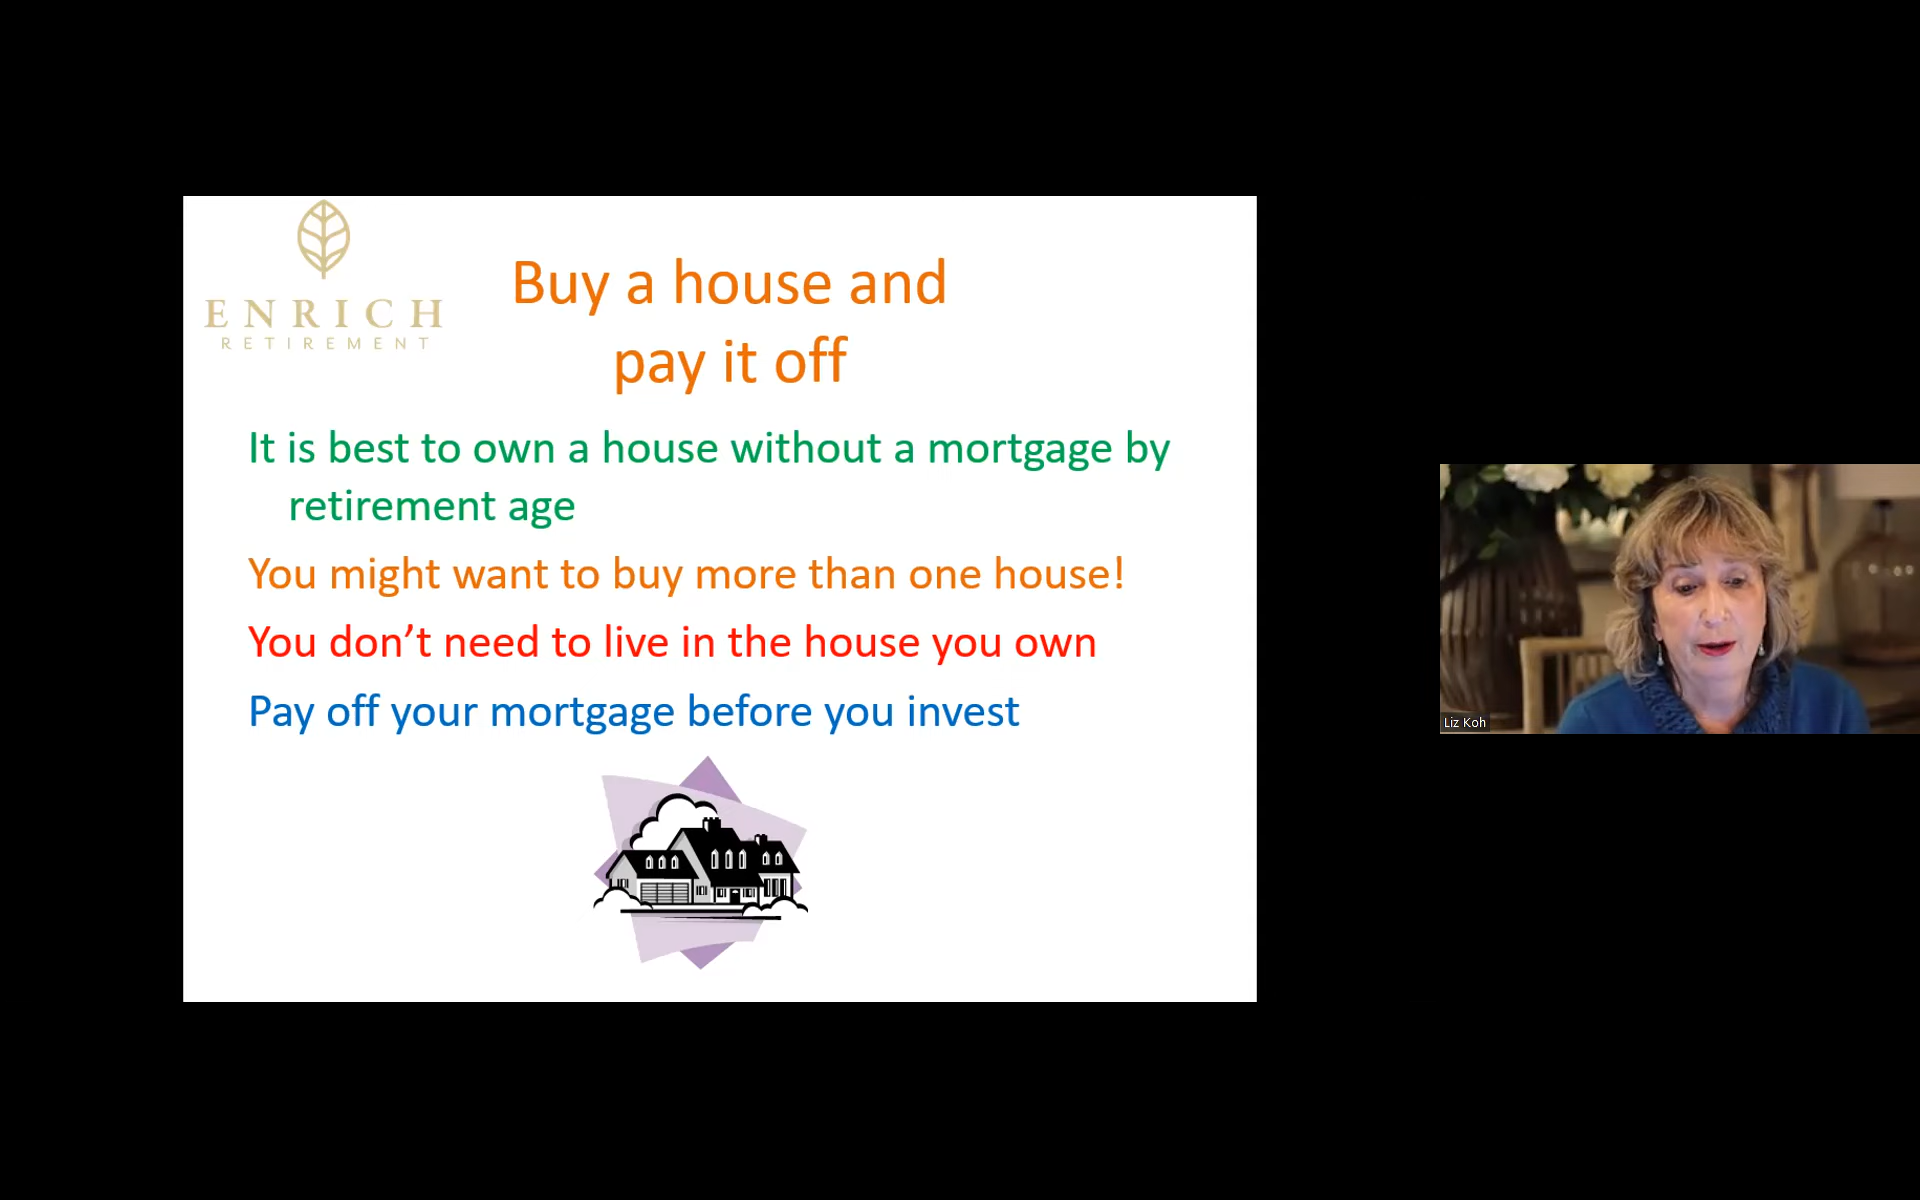 ENRICH
RETIREMENT
Buy a house and
pay it off
It is best to own a house without a mortgage by
retirement age
You might want to buy more than one house!
You don’t need to live in the house you own
Pay off your mortgage before you invest
Liz Koh